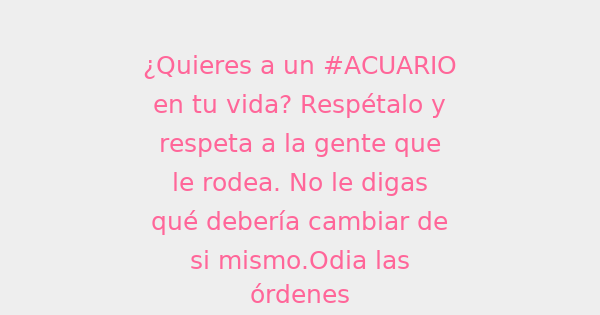 ¿Quieres a un #ACUARIO
en tu vida? Respétalo y
respeta a la gente que
le rodea. No le digas
qué debería cambiar de
si mismo.Odia las
órdenes